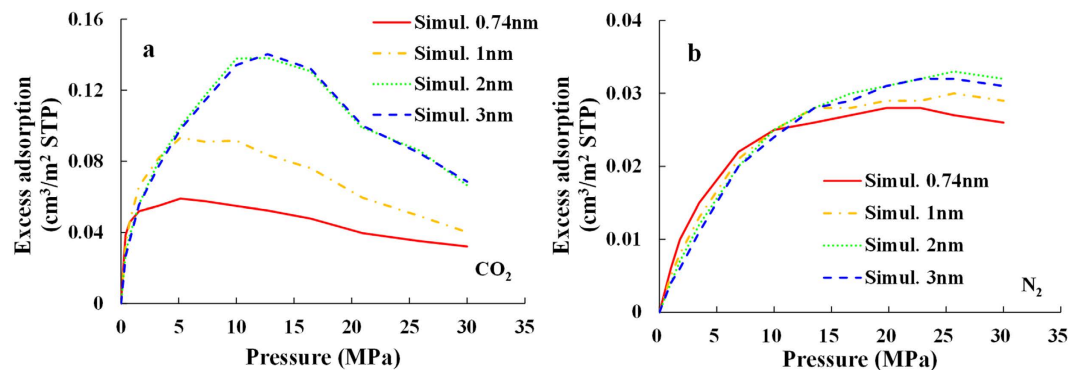 a
Simul. 0.74nm
Simul. 1nm
Simul. 2nm
Simul. 3nm
CO2
Excess adsorption
(cm³/m² STP)
0.16
0.12
0.08
0.04
0
0 5 10 15 20 25 30 35
Pressure (MPa)
b
Simul. 0.74nm
Simul. 1nm
Simul. 2nm
Simul. 3nm
N2
Excess adsorption
(cm³/m² STP)
0.04
0.03
0.02
0.01
0
0 5 10 15 20 25 30 35
Pressure (MPa)